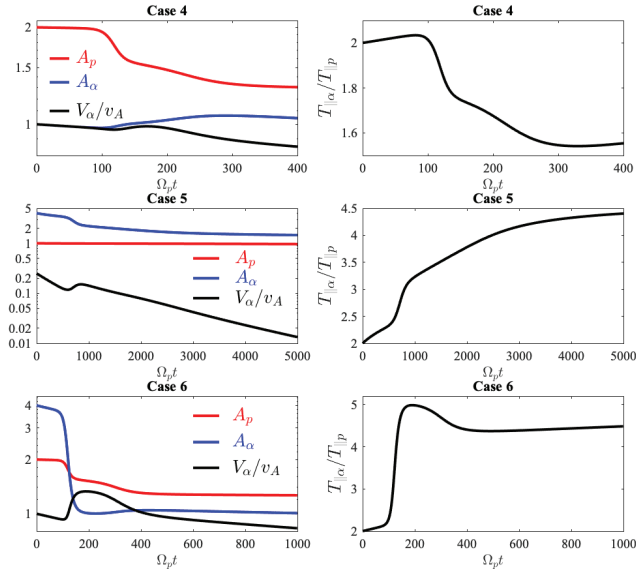 Case 4
2
1.5
1
A_p
A_α
V_α/v_A
0 100 200 300 400
Ω_p t
Case 4
T_∥α/T_∥p
2
1.8
1.6
0 100 200 300 400
Ω_p t
Case 5
5
2
1
0.5
0.2
0.1
0.05
0.02
0.01
A_p
A_α
V_α/v_A
0 1000 2000 3000 4000 5000
Ω_p t
Case 5
T_∥α/T_∥p
4.5
4
3.5
3
2.5
2
0 1000 2000 3000 4000 5000
Ω_p t
Case 6
4
3
2
1
A_p
A_α
V_α/v_A
0 200 400 600 800 1000
Ω_p t
Case 6
T_∥α/T_∥p
5
4
3
2
0 200 400 600 800 1000
Ω_p t